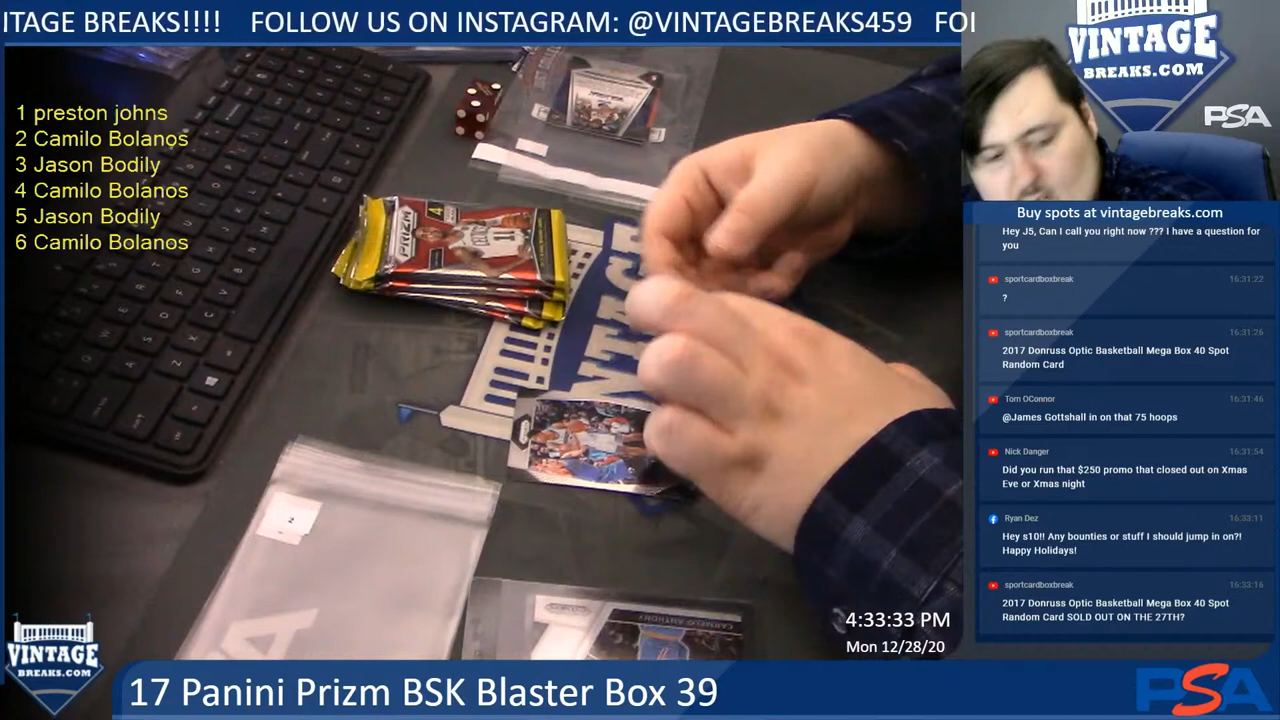 ITAGE BREAKS!!!! FOLLOW US ON INSTAGRAM: @VINTAGEBREAKS459 FOI
VINTAGE
BREAKS.COM
PSA
1 preston johns
2 Camilo Bolanos
3 Jason Bodily
4 Camilo Bolanos
5 Jason Bodily
6 Camilo Bolanos
PRIZM
4
CELTICS
11
2
CARMELO ANTHONY
Buy spots at vintagebreaks.com
Hey J5, Can I call you right now ??? I have a question for
you
sportcardboxbreak 16:31:22
?
sportcardboxbreak 16:31:26
2017 Donruss Optic Basketball Mega Box 40 Spot
Random Card
Tom OConnor 16:31:46
@James Gottshall in on that 75 hoops
Nick Danger 16:31:54
Did you run that $250 promo that closed out on Xmas
Eve or Xmas night
Ryan Dez 16:33:11
Hey s10!! Any bounties or stuff I should jump in on?!
Happy Holidays!
sportcardboxbreak 16:33:16
2017 Donruss Optic Basketball Mega Box 40 Spot
Random Card SOLD OUT ON THE 27TH?
4:33:33 PM
Mon 12/28/20
VINTAGE
BREAKS.COM
17 Panini Prizm BSK Blaster Box 39
PSA